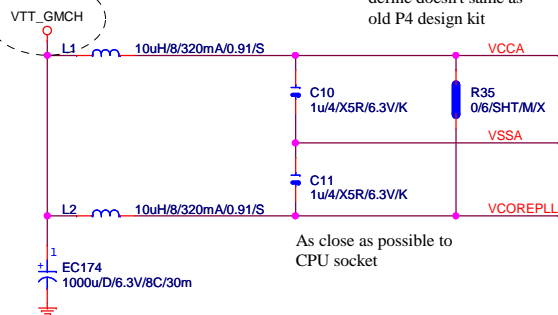 define doesn't same as
old P4 design kit
VTT_GMCH
L1 10uH/8/320mA/0.91/S
VCCA
C10
1u/4/X5R/6.3V/K
R35
0/6/SHT/M/X
VSSA
C11
1u/4/X5R/6.3V/K
L2 10uH/8/320mA/0.91/S
VCOREPLL
As close as possible to
CPU socket
1
+
EC174
1000u/D/6.3V/8C/30m